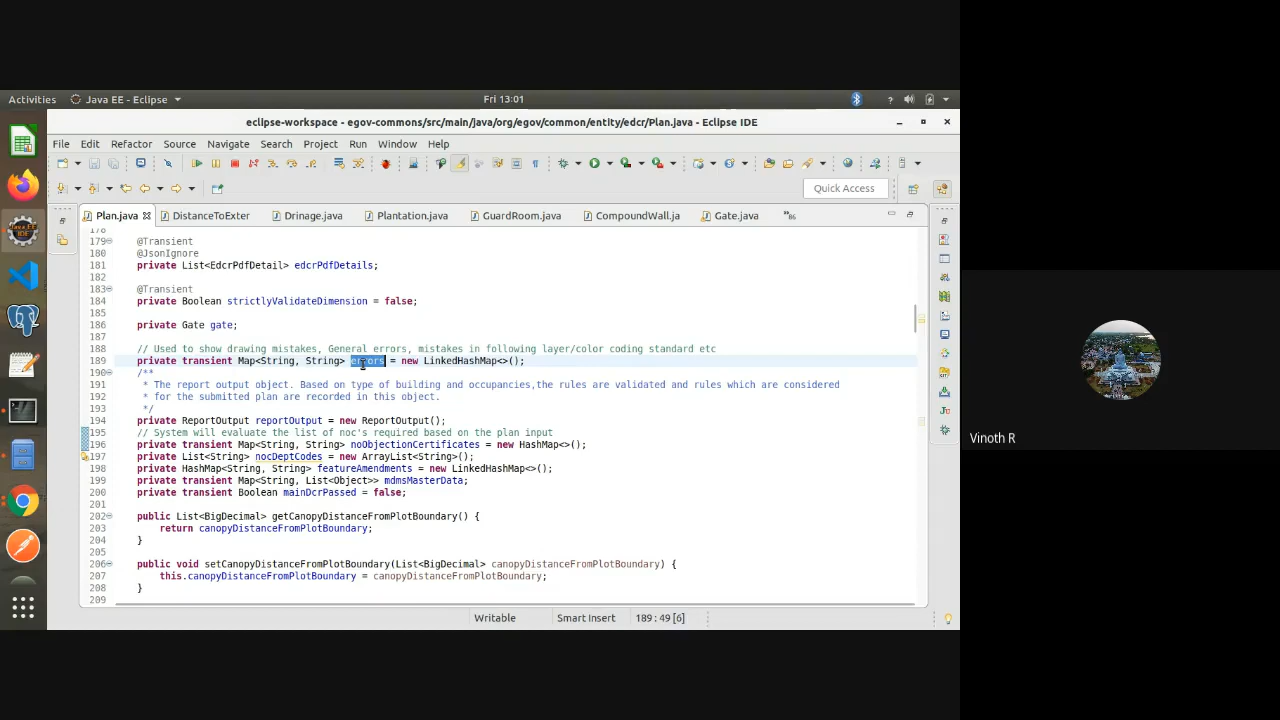 Activities Java EE - Eclipse Fri 13:01 ?
eclipse-workspace - egov-commons/src/main/java/org/egov/common/entity/edcr/Plan.java - Eclipse IDE
File Edit Refactor Source Navigate Search Project Run Window Help
Quick Access
Plan.java DistanceToExter Drinage.java Plantation.java GuardRoom.java CompoundWall.ja Gate.java »86
178
179 @Transient
180 @JsonIgnore
181 private List<EdcrPdfDetail> edcrPdfDetails;
182
183 @Transient
184 private Boolean strictlyValidateDimension = false;
185
186 private Gate gate;
187
188 // Used to show drawing mistakes, General errors, mistakes in following layer/color coding standard etc
189 private transient Map<String, String> errors = new LinkedHashMap<>();
190 /**
191 * The report output object. Based on type of building and occupancies,the rules are validated and rules which are considered
192 * for the submitted plan are recorded in this object.
193 */
194 private ReportOutput reportOutput = new ReportOutput();
195 // System will evaluate the list of noc's required based on the plan input
196 private transient Map<String, String> noObjectionCertificates = new HashMap<>();
197 private List<String> nocDeptCodes = new ArrayList<String>();
198 private HashMap<String, String> featureAmendments = new LinkedHashMap<>();
199 private transient Map<String, List<Object>> mdmsMasterData;
200 private transient Boolean mainDcrPassed = false;
201
202 public List<BigDecimal> getCanopyDistanceFromPlotBoundary() {
203 return canopyDistanceFromPlotBoundary;
204 }
205
206 public void setCanopyDistanceFromPlotBoundary(List<BigDecimal> canopyDistanceFromPlotBoundary) {
207 this.canopyDistanceFromPlotBoundary = canopyDistanceFromPlotBoundary;
208 }
209
Writable Smart Insert 189 : 49 [6]
Vinoth R